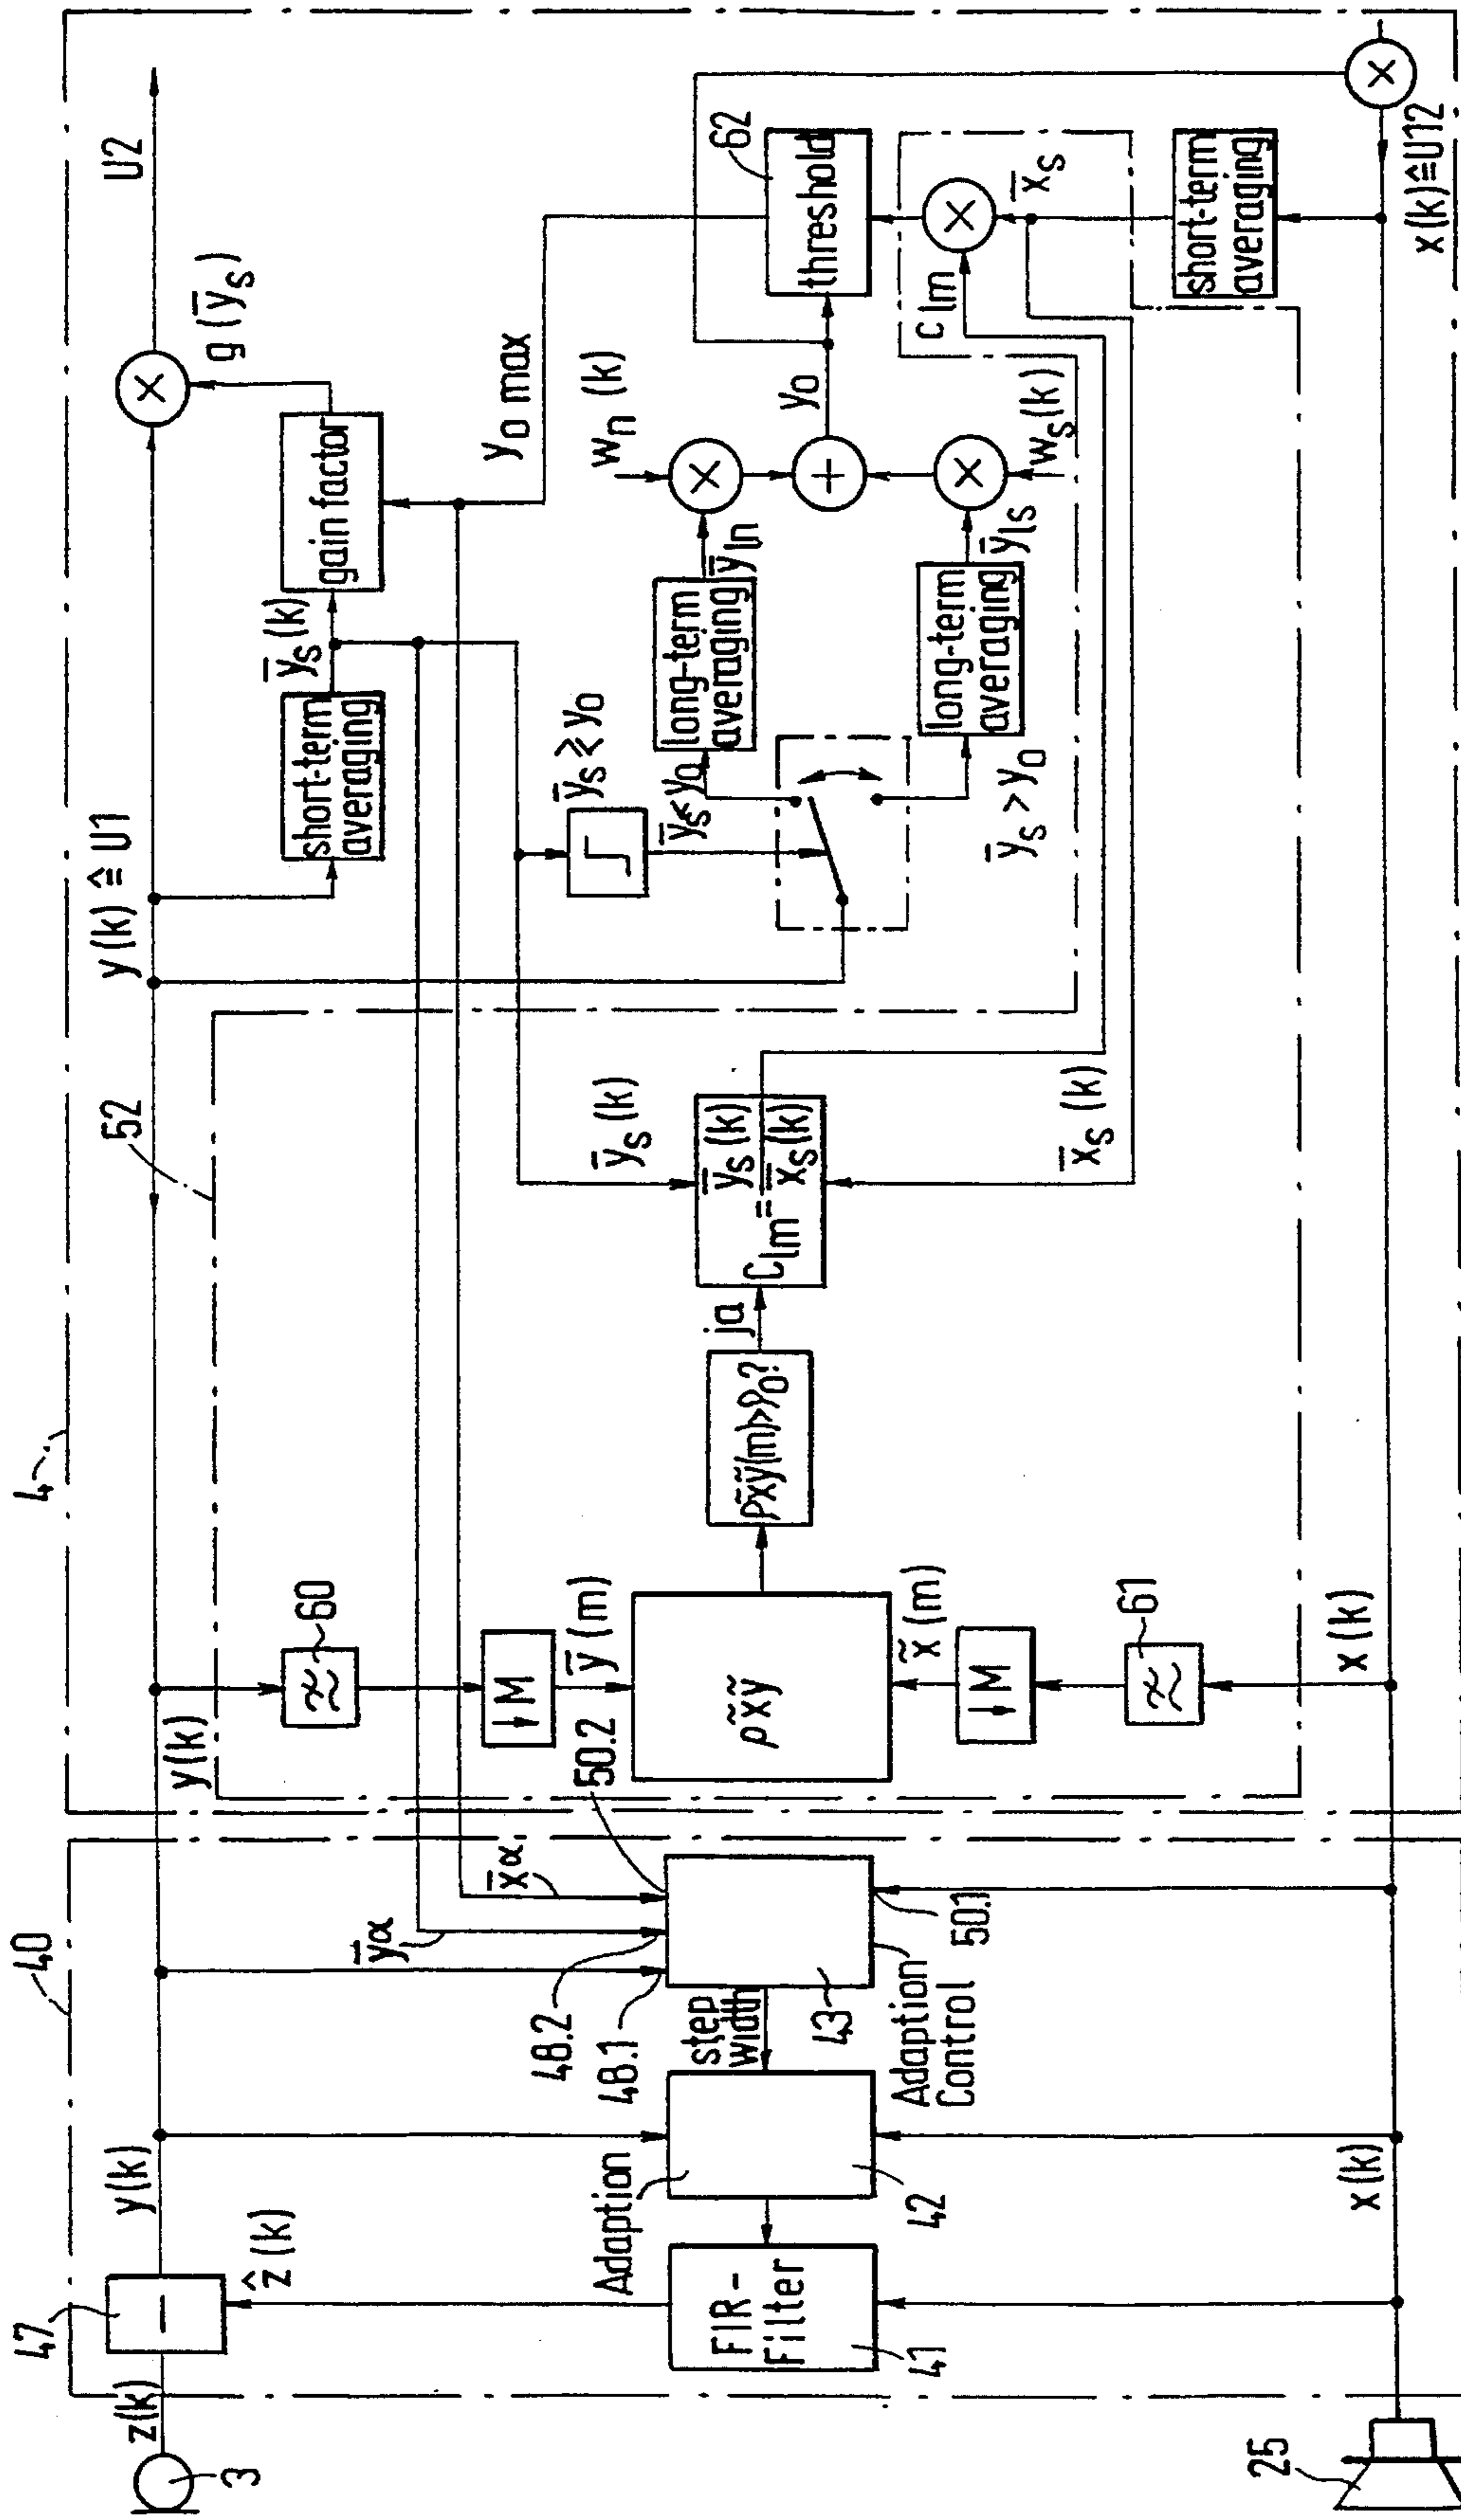 4
52
y(k) ≙ U1
U2
short-term
averaging
ȳs(k)
gain factor
g(ȳs)
y0 max
ȳs ≷ y0
ȳs < y0
ȳs > y0
long-term
averaging
ȳln
wn(k)
long-term
averaging
ȳls
ws(k)
y0
threshold
62
clm
x̄s
short-term
averaging
x(k) ≙ U12
y(k)
60
↓M
ȳ(m)
ρx̃ỹ
x̃(m)
↓M
61
x(k)
ρx̃ỹ(m)>ρ0?
ja
ȳs(k)
Clm = ȳs(k)
x̄s(k)
x̄s(k)
40
47
z(k)
3
y(k)
ẑ(k)
FIR-
Filter
41
Adaption
42
step
width
43
Adaption
Control
48.1
48.2
50.1
50.2
ȳα
x̄α
x(k)
25